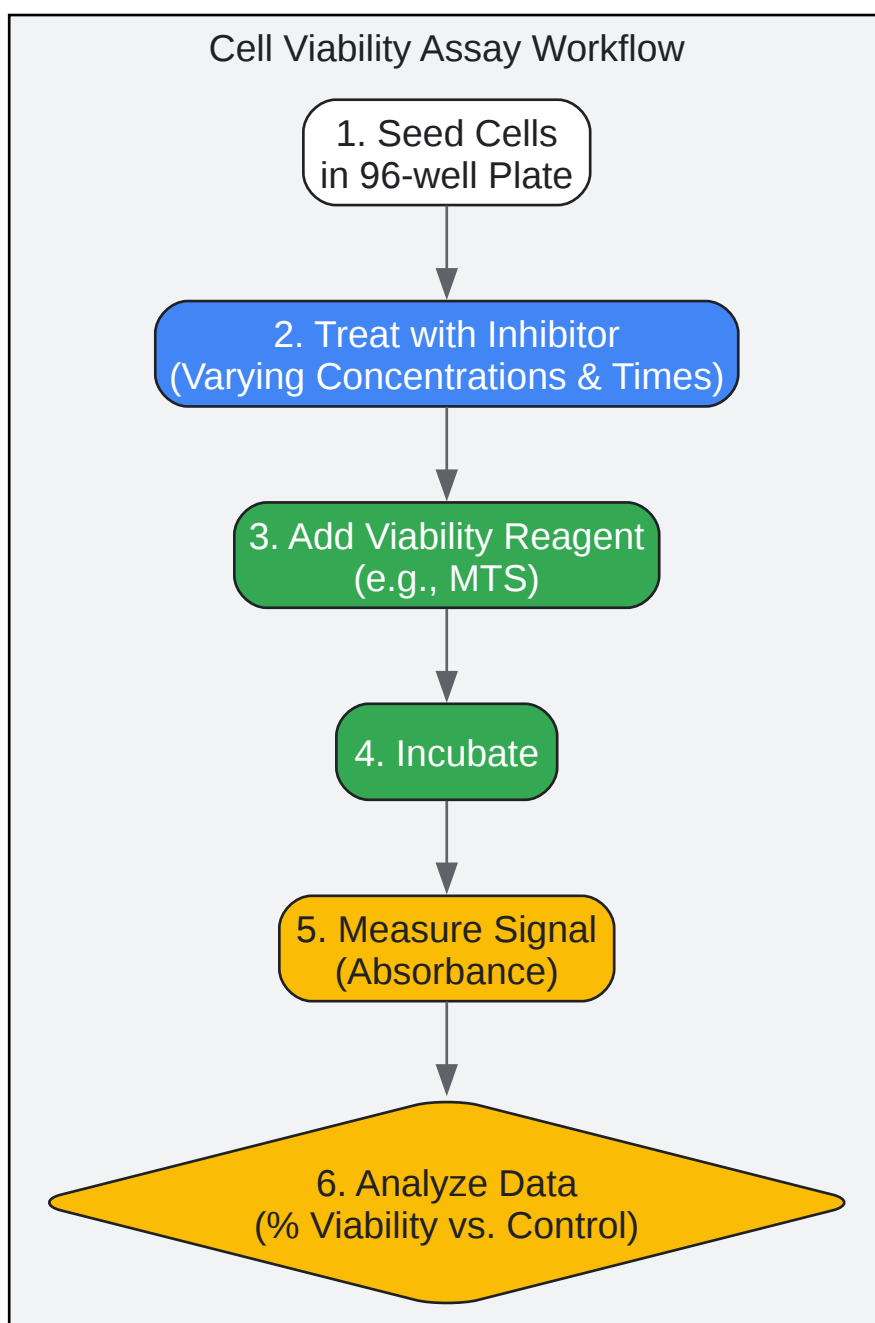 Cell Viability Assay Workflow
1. Seed Cells
in 96-well Plate
2. Treat with Inhibitor
(Varying Concentrations & Times)
3. Add Viability Reagent
(e.g., MTS)
4. Incubate
5. Measure Signal
(Absorbance)
6. Analyze Data
(% Viability vs. Control)